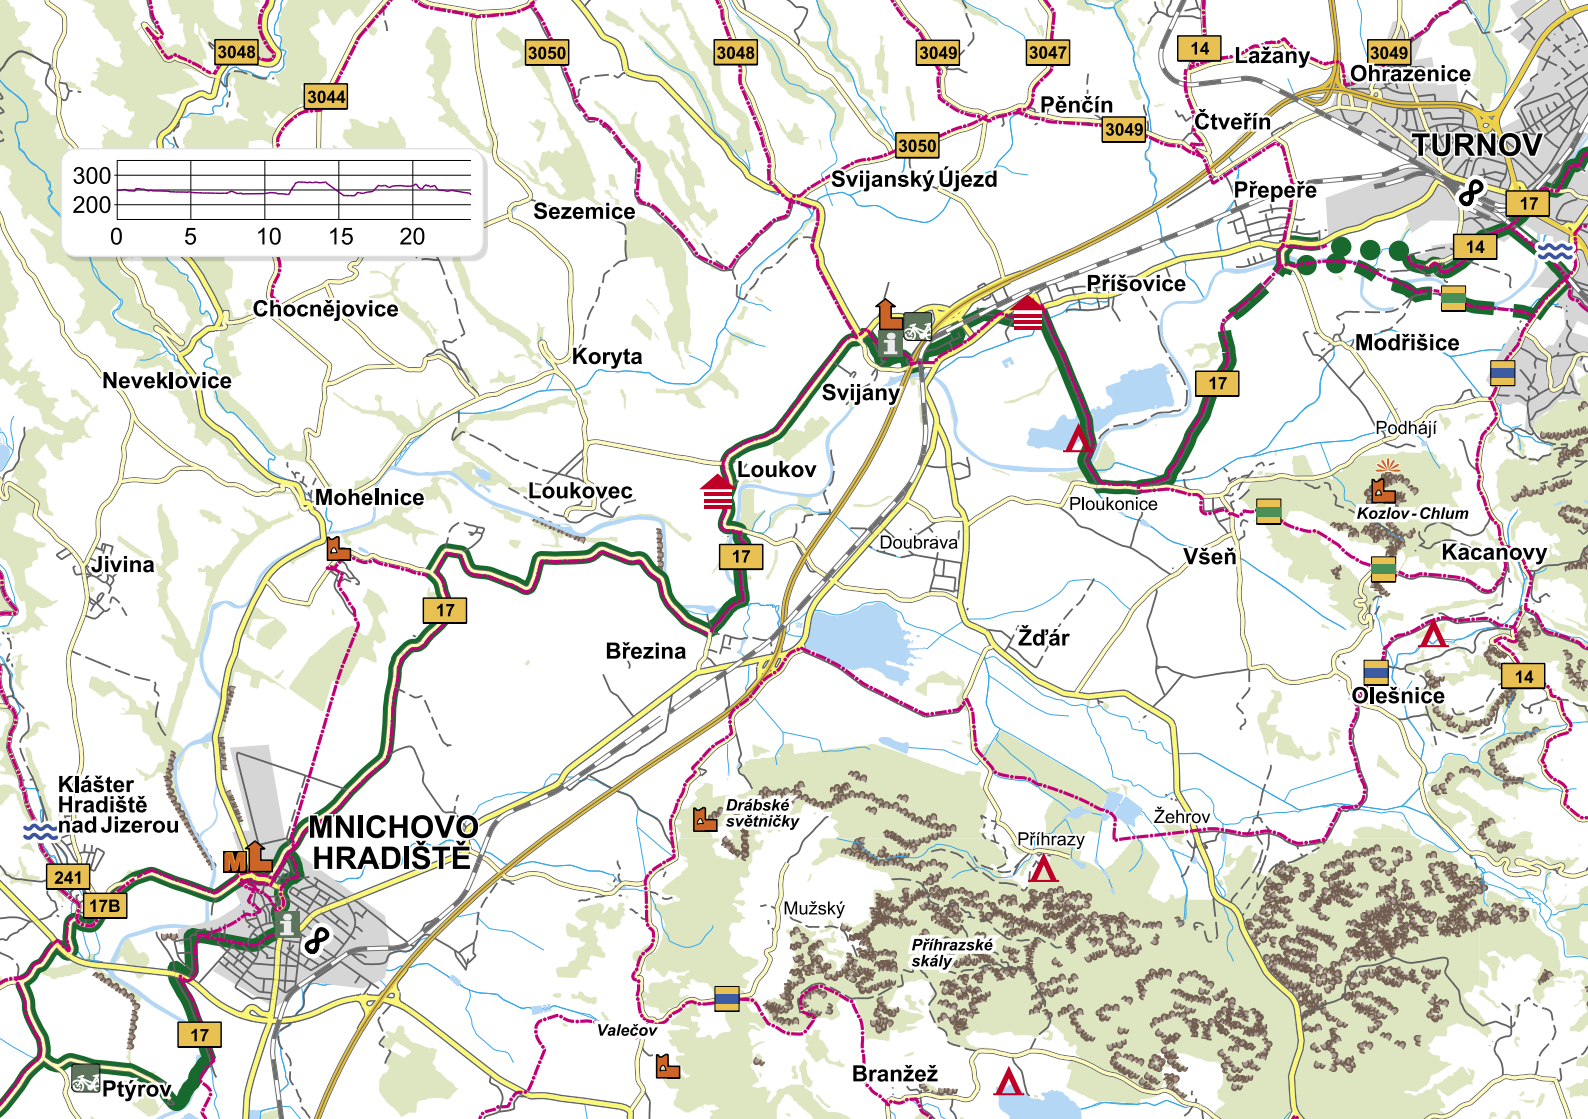 3048
3050
3048
3049
3047
14
3049
Lažany
Ohrazenice
3044
Pěnčín
3049
Čtveřín
TURNOV
3050
300
200
0 5 10 15 20
Svijanský Újezd
Přepeře
17
Sezemice
14
Příšovice
Chocnějovice
Modřišice
Koryta
Neveklovice
i
Svijany
17
Podhájí
Loukov
Loukovec
Mohelnice
Ploukonice
Kozlov - Chlum
Doubrava
Všeň
Kacanovy
17
Jivina
17
Žďár
Březina
14
Olešnice
Klášter
Hradiště
nad Jizerou
Drábské
světničky
Žehrov
MNICHOVO
HRADIŠTĚ
Příhrazy
M
241
17B
Mužský
i
Příhrazské
skály
17
Valečov
Branžež
Ptýrov